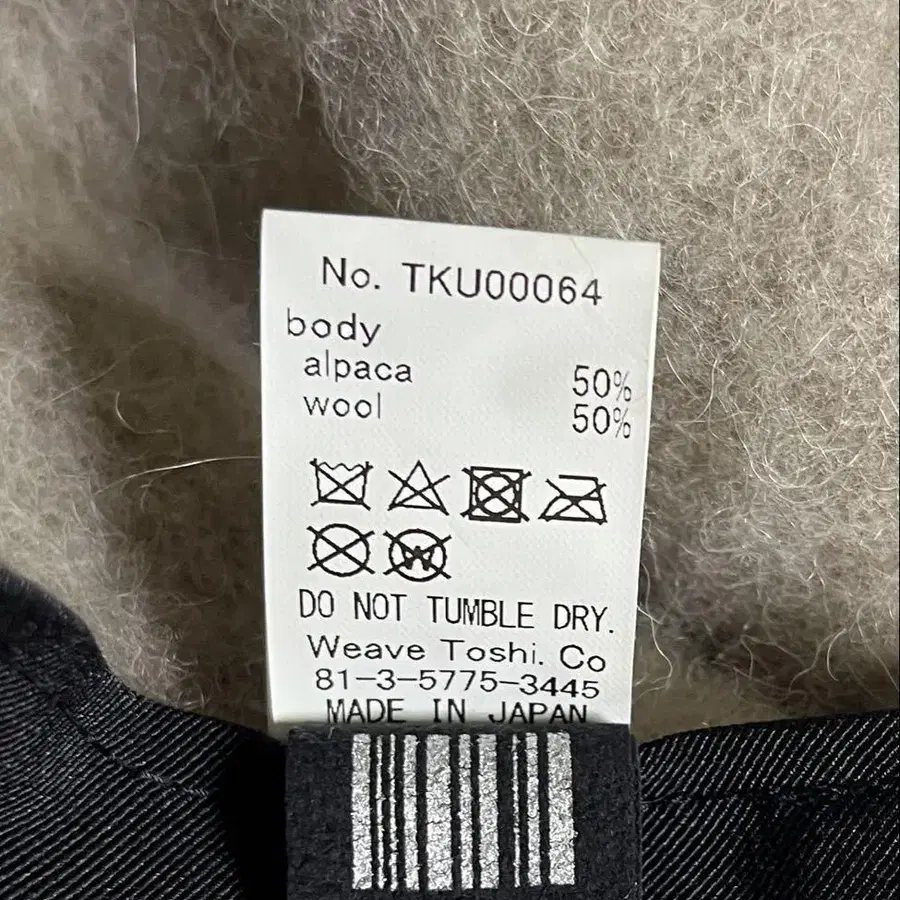 No. TKU00064
body
alpaca 50%
wool 50%
DO NOT TUMBLE DRY.
Weave Toshi. Co
81-3-5775-3445
MADE IN JAPAN